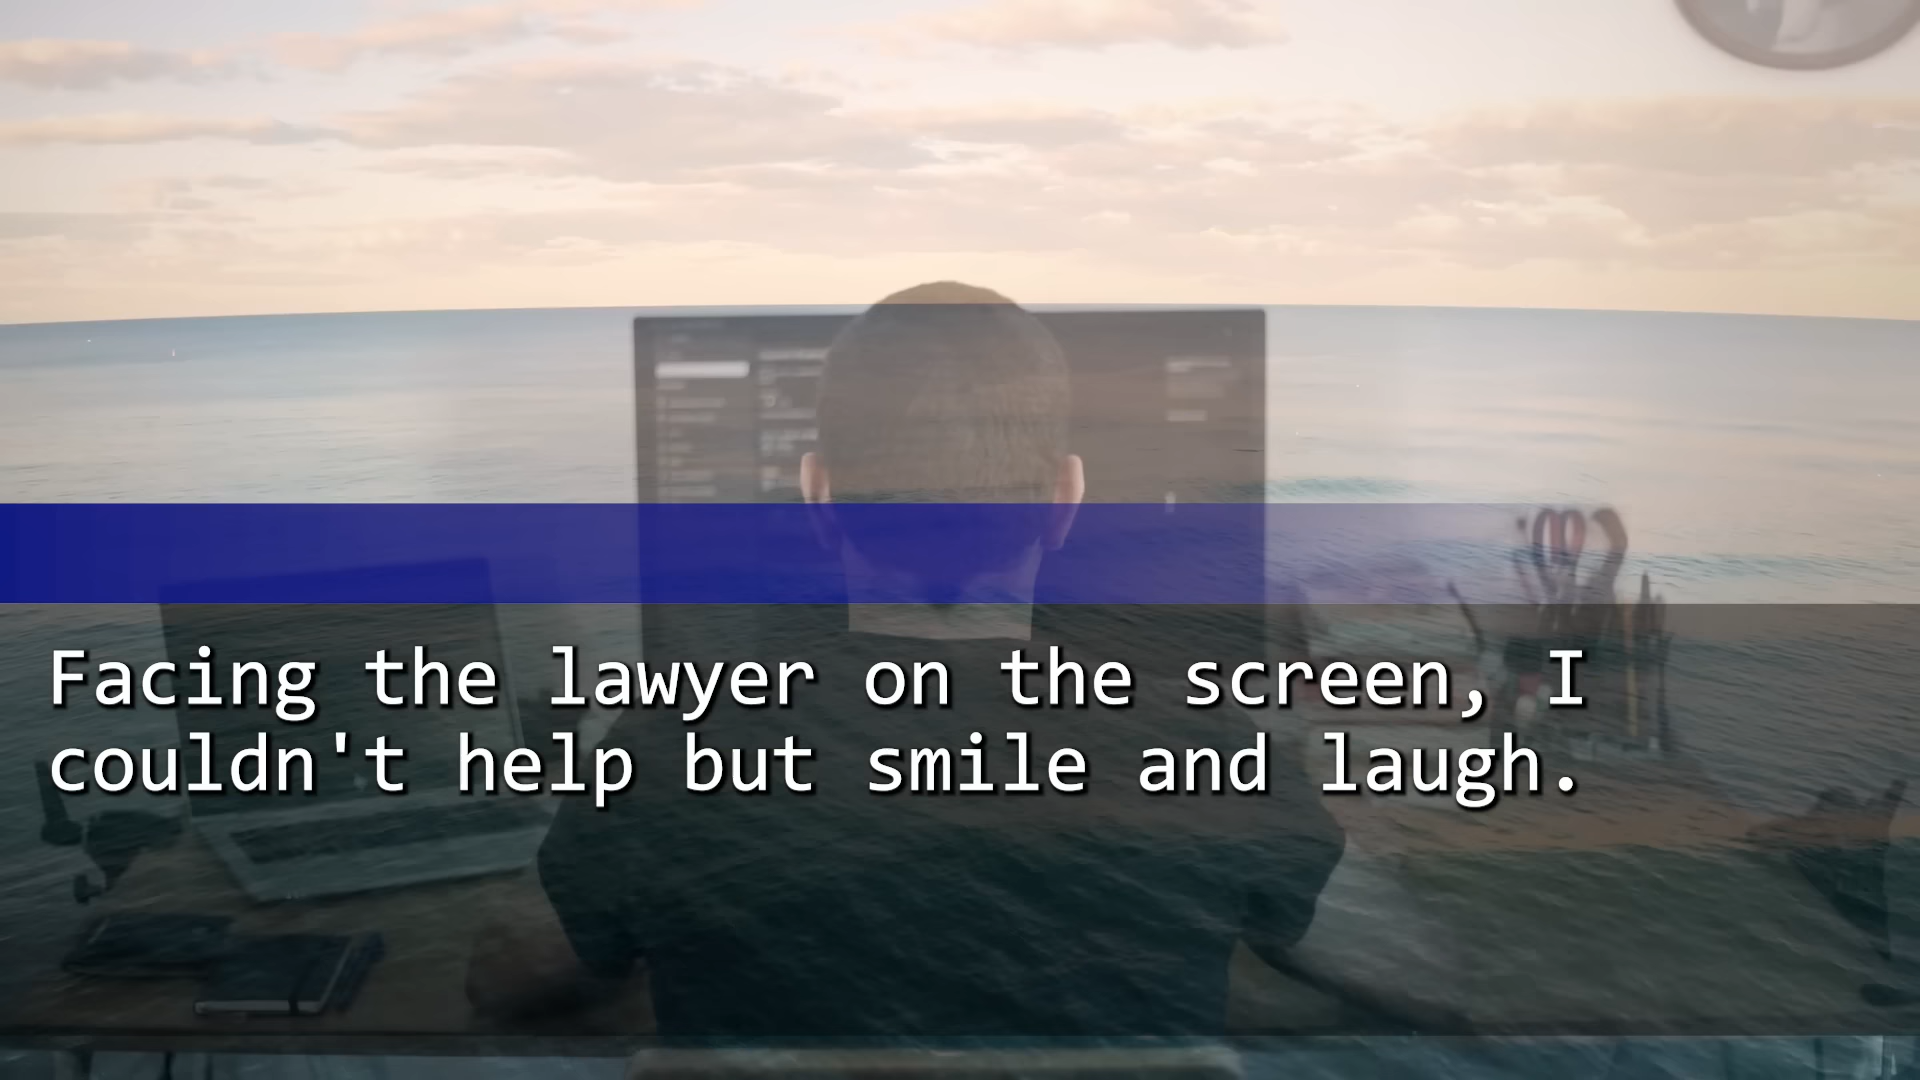 Facing the lawyer on the screen, I
couldn't help but smile and laugh.